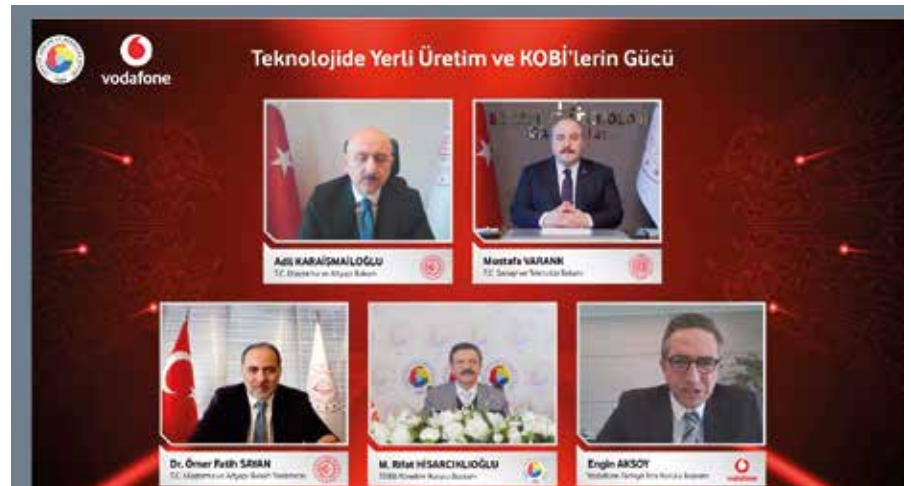 vodafone
Teknolojide Yerli Üretim ve KOBİ'lerin Gücü
Adil KARAİSMAİLOĞLU
T.C. Ulaştırma ve Altyapı Bakanı
Mustafa VARANK
T.C. Sanayi ve Teknoloji Bakanı
Dr. Ömer Fatih SAYAN
T.C. Ulaştırma ve Altyapı Bakan Yardımcısı
M. Rifat HİSARCIKLIOĞLU
TOBB Yönetim Kurulu Başkanı
Engin AKSOY
Vodafone Türkiye İcra Kurulu Başkanı
vodafone